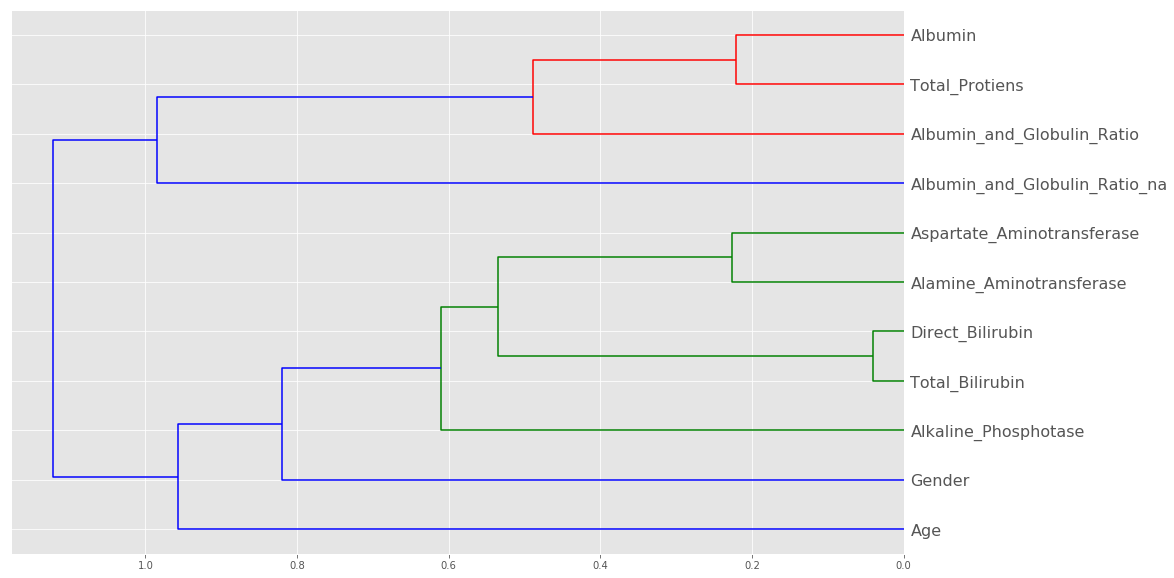 Albumin
Total_Protiens
Albumin_and_Globulin_Ratio
Albumin_and_Globulin_Ratio_na
Aspartate_Aminotransferase
Alamine_Aminotransferase
Direct_Bilirubin
Total_Bilirubin
Alkaline_Phosphotase
Gender
Age
1.0 0.8 0.6 0.4 0.2 0.0